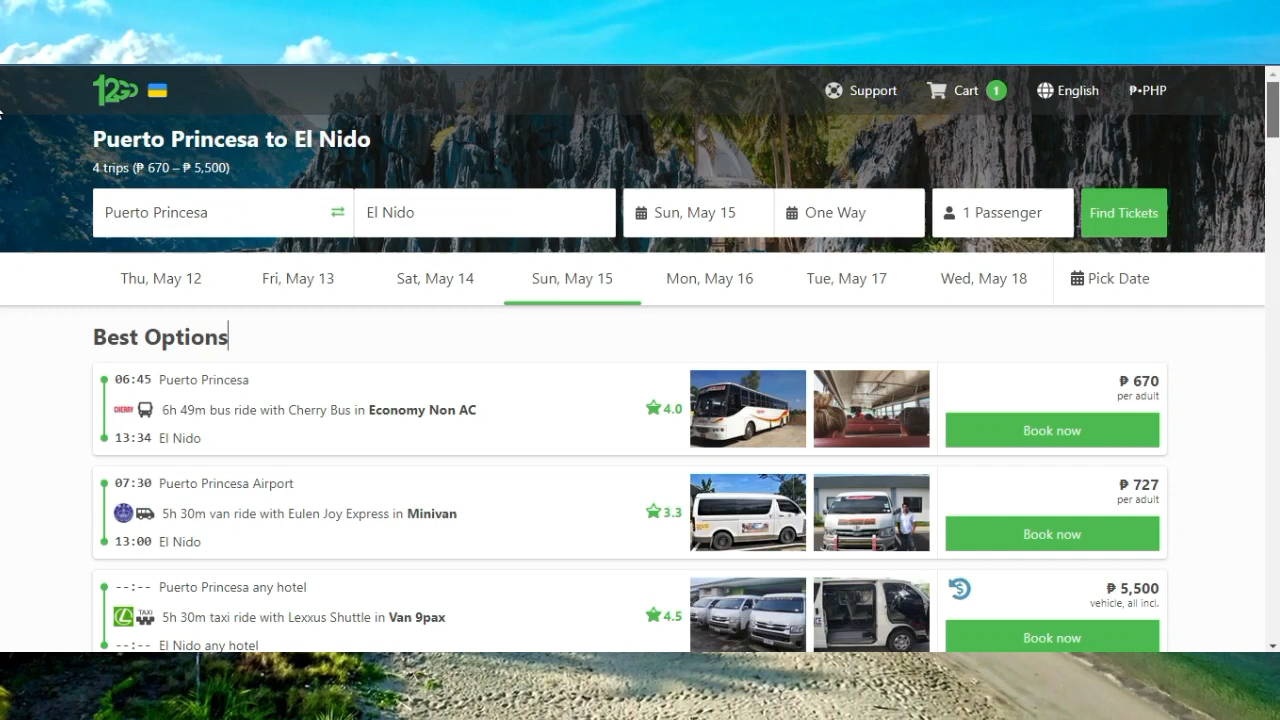 12GO
Support
Cart
1
English
₱•PHP
Puerto Princesa to El Nido
4 trips (₱ 670 – ₱ 5,500)
Puerto Princesa
El Nido
Sun, May 15
One Way
1 Passenger
Find Tickets
Thu, May 12
Fri, May 13
Sat, May 14
Sun, May 15
Mon, May 16
Tue, May 17
Wed, May 18
Pick Date
Best Options
06:45 Puerto Princesa
CHERRY 6h 49m bus ride with Cherry Bus in Economy Non AC
13:34 El Nido
4.0
₱ 670
per adult
Book now
07:30 Puerto Princesa Airport
5h 30m van ride with Eulen Joy Express in Minivan
13:00 El Nido
3.3
₱ 727
per adult
Book now
--:-- Puerto Princesa any hotel
TAXI 5h 30m taxi ride with Lexxus Shuttle in Van 9pax
--:-- El Nido any hotel
4.5
₱ 5,500
vehicle, all incl.
Book now